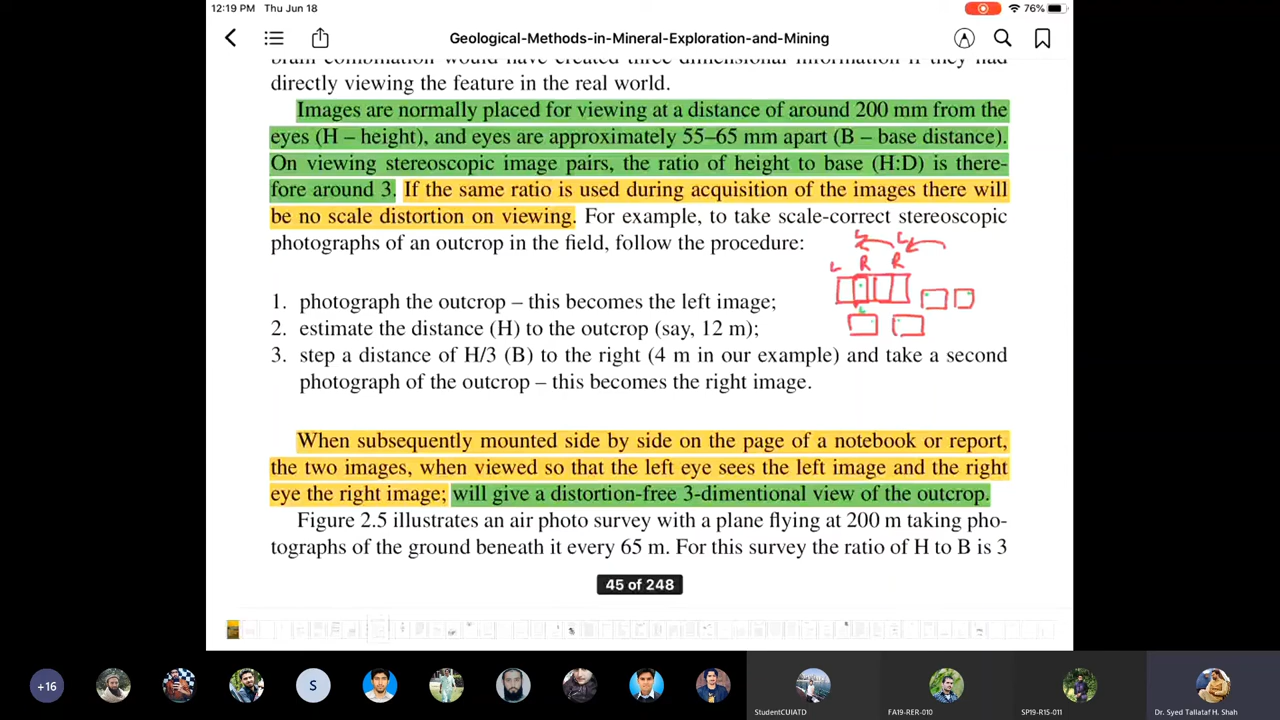 12:19 PM Thu Jun 18
76%
Geological-Methods-in-Mineral-Exploration-and-Mining
brain combination would have created three dimensional information if they had
directly viewing the feature in the real world.
Images are normally placed for viewing at a distance of around 200 mm from the
eyes (H – height), and eyes are approximately 55–65 mm apart (B – base distance).
On viewing stereoscopic image pairs, the ratio of height to base (H:D) is there-
fore around 3. If the same ratio is used during acquisition of the images there will
be no scale distortion on viewing. For example, to take scale-correct stereoscopic
photographs of an outcrop in the field, follow the procedure:
L L
L R R
1. photograph the outcrop – this becomes the left image;
L
2. estimate the distance (H) to the outcrop (say, 12 m);
3. step a distance of H/3 (B) to the right (4 m in our example) and take a second
photograph of the outcrop – this becomes the right image.
When subsequently mounted side by side on the page of a notebook or report,
the two images, when viewed so that the left eye sees the left image and the right
eye the right image; will give a distortion-free 3-dimentional view of the outcrop.
Figure 2.5 illustrates an air photo survey with a plane flying at 200 m taking pho-
tographs of the ground beneath it every 65 m. For this survey the ratio of H to B is 3
45 of 248
+16
S
StudentCUIATD
FA19-RER-010
SP19-R15-011
Dr. Syed Tallataf H. Shah